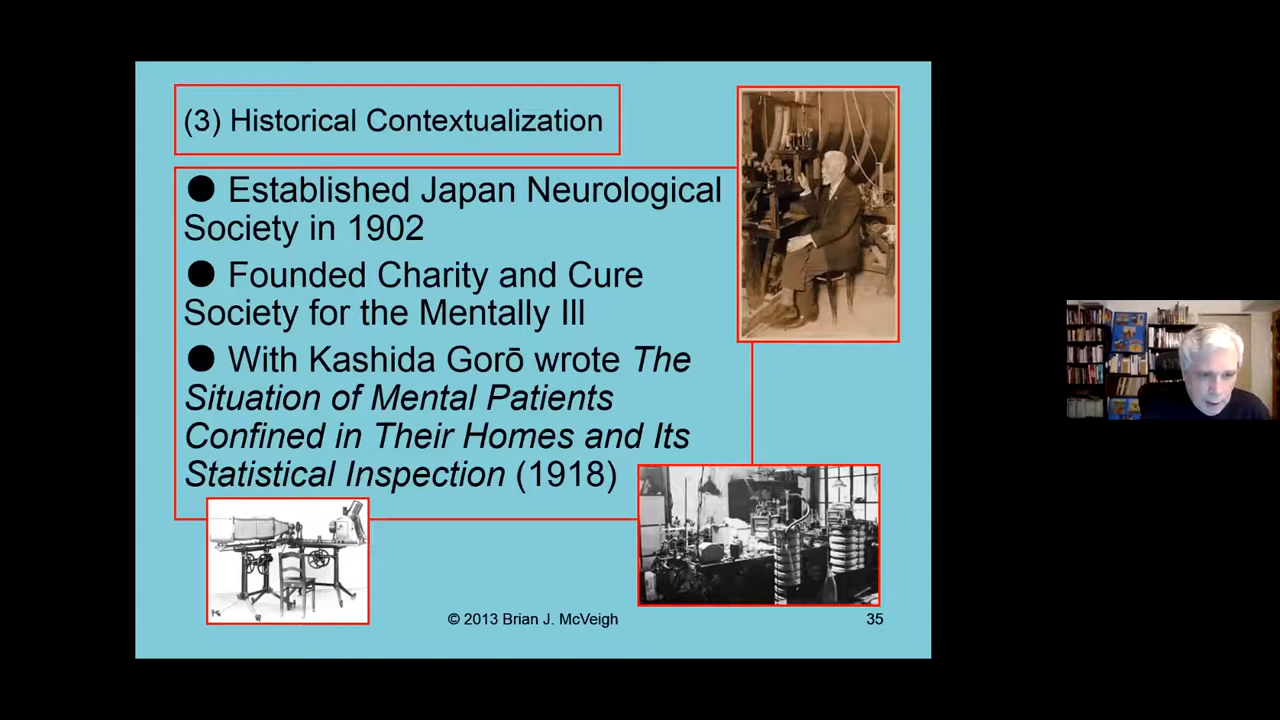 (3) Historical Contextualization
● Established Japan Neurological
Society in 1902
● Founded Charity and Cure
Society for the Mentally Ill
● With Kashida Gorō wrote The
Situation of Mental Patients
Confined in Their Homes and Its
Statistical Inspection (1918)
© 2013 Brian J. McVeigh
35